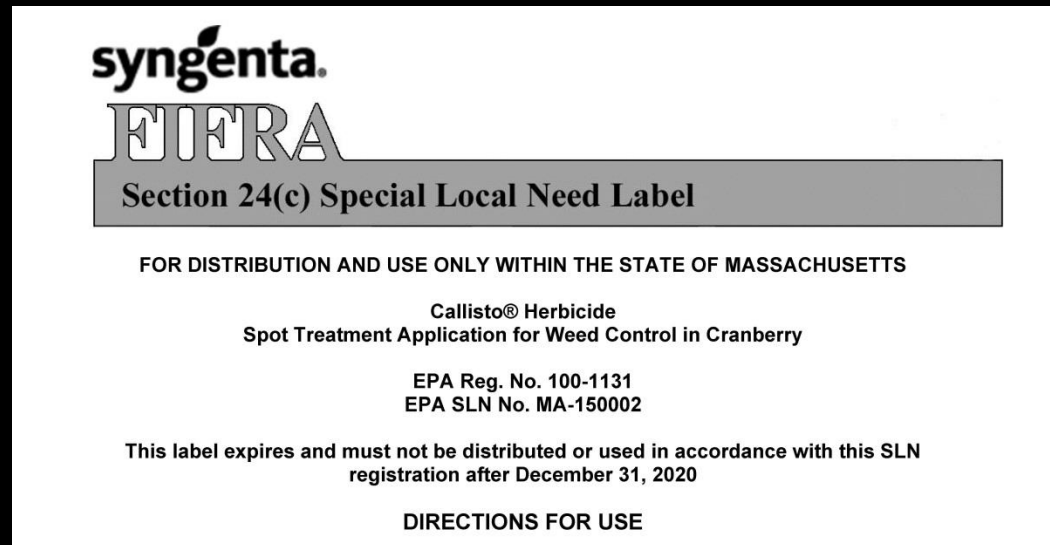 syngenta.
FIFRA
Section 24(c) Special Local Need Label
FOR DISTRIBUTION AND USE ONLY WITHIN THE STATE OF MASSACHUSETTS
Callisto® Herbicide
Spot Treatment Application for Weed Control in Cranberry
EPA Reg. No. 100-1131
EPA SLN No. MA-150002
This label expires and must not be distributed or used in accordance with this SLN
registration after December 31, 2020
DIRECTIONS FOR USE